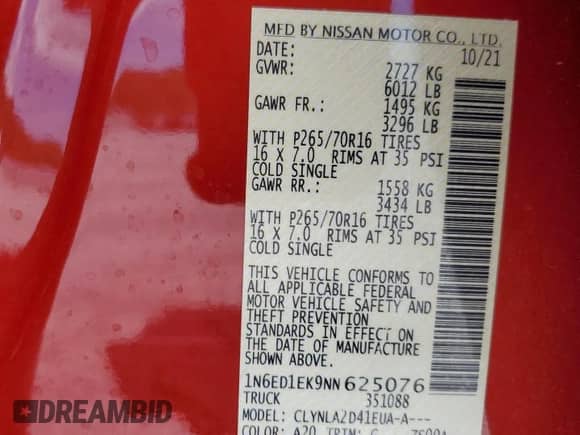 MFD BY NISSAN MOTOR CO., LTD.
DATE: 10/21
GVWR: 2727 KG
6012 LB
GAWR FR.: 1495 KG
3296 LB
WITH P265/70R16 TIRES
16 X 7.0 RIMS AT 35 PSI
COLD SINGLE
GAWR RR.: 1558 KG
3434 LB
WITH P265/70R16 TIRES
16 X 7.0 RIMS AT 35 PSI
COLD SINGLE
THIS VEHICLE CONFORMS TO
ALL APPLICABLE FEDERAL
MOTOR VEHICLE SAFETY AND
THEFT PREVENTION
STANDARDS IN EFFECT ON
THE DATE OF MANUFACTURE
SHOWN ABOVE.
1N6ED1EK9NN625076
TRUCK 351088
MODEL: CLYNLA2D41EUA-A---
COLOR: A20 TRIM: G
DREAMBID